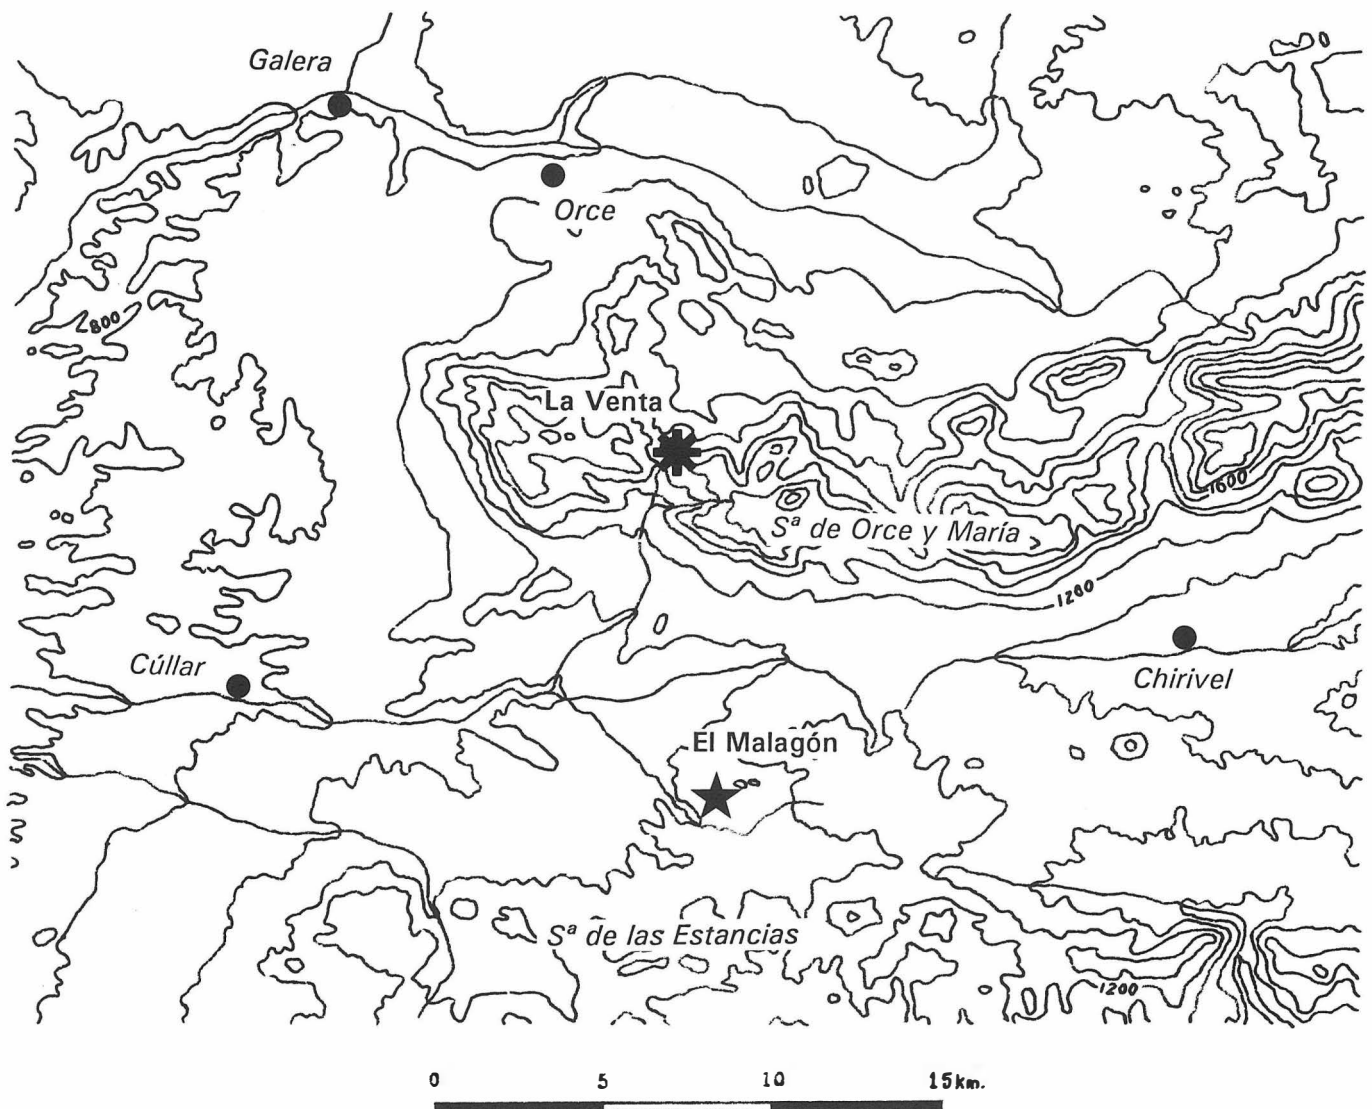 Galera
Orce
800
La Venta
1600
Sª de Orce y María
1200
Cúllar
Chirivel
El Malagón
Sª de las Estancias
1200
0 5 10 15km.